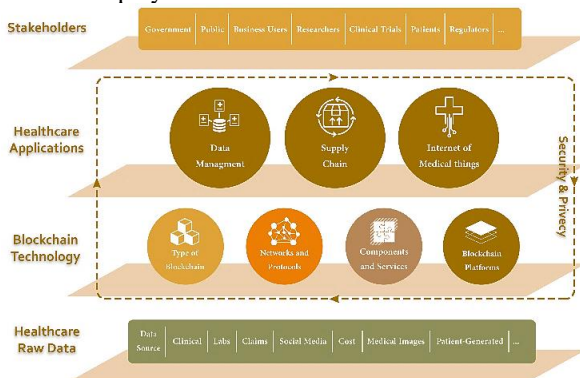 Stakeholders
Government | Public | Business Users | Researchers | Clinical Trials | Patients | Regulators | ...
Healthcare
Applications
Data
Managment
Supply
Chain
Internet of
Medical things
Security & Privacy
Blockchain
Technology
Type of
Blockchain
Networks and
Protocols
Components
and Services
Blockchain
Platforms
Healthcare
Raw Data
Data
Source | Clinical | Labs | Claims | Social Media | Cost | Medical Images | Patient-Generated | ...